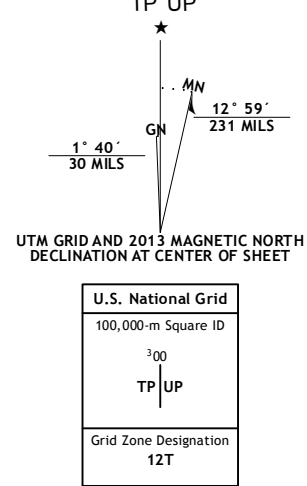 TP UP
★
MN
GN
12° 59´
231 MILS
1° 40´
30 MILS
UTM GRID AND 2013 MAGNETIC NORTH
DECLINATION AT CENTER OF SHEET
U.S. National Grid
100,000-m Square ID
³00
TP UP
Grid Zone Designation
12T